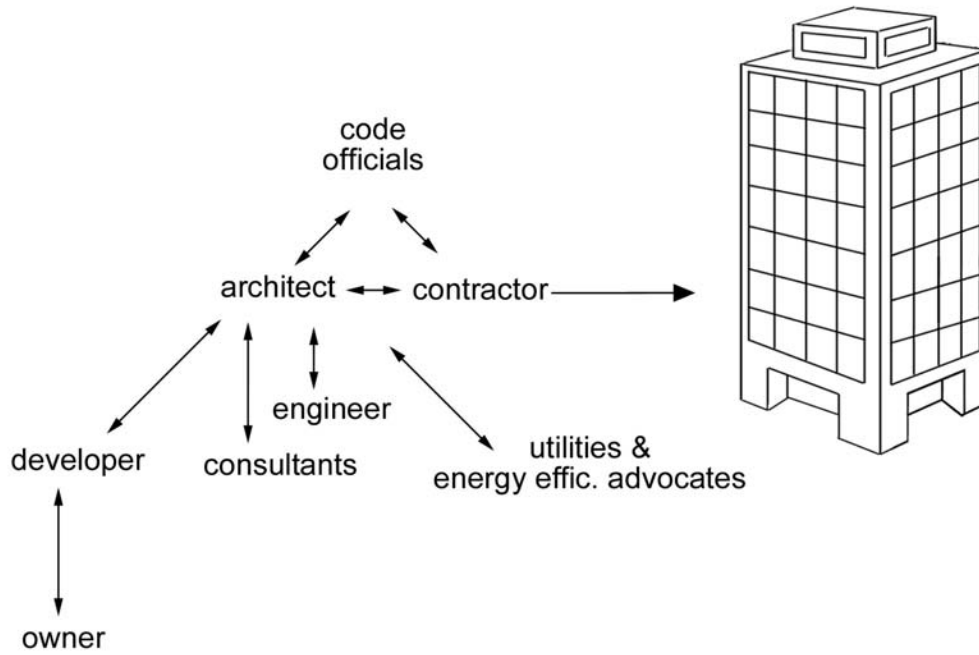 code
officials
architect
contractor
engineer
developer
consultants
utilities &
energy effic. advocates
owner